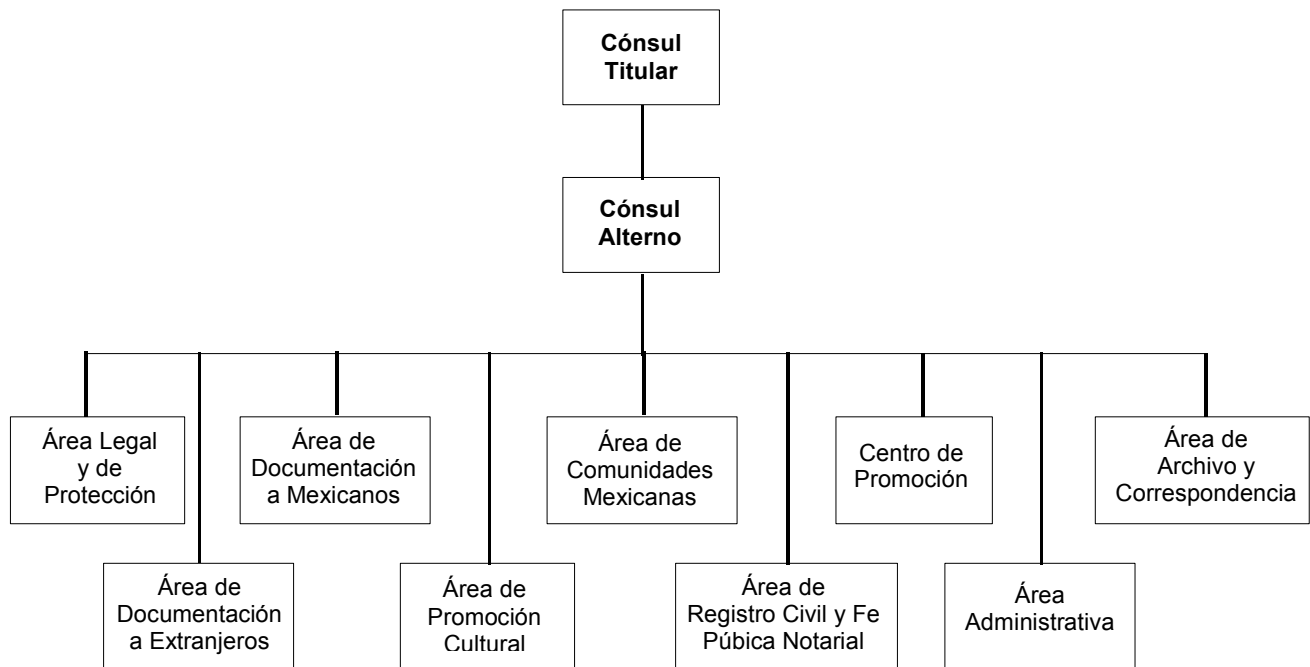 Cónsul
Titular
Cónsul
Alterno
Área Legal
y de
Protección
Área de
Documentación
a Mexicanos
Área de
Comunidades
Mexicanas
Centro de
Promoción
Área de
Archivo y
Correspondencia
Área de
Documentación
a Extranjeros
Área de
Promoción
Cultural
Área de
Registro Civil y Fe
Púbica Notarial
Área
Administrativa